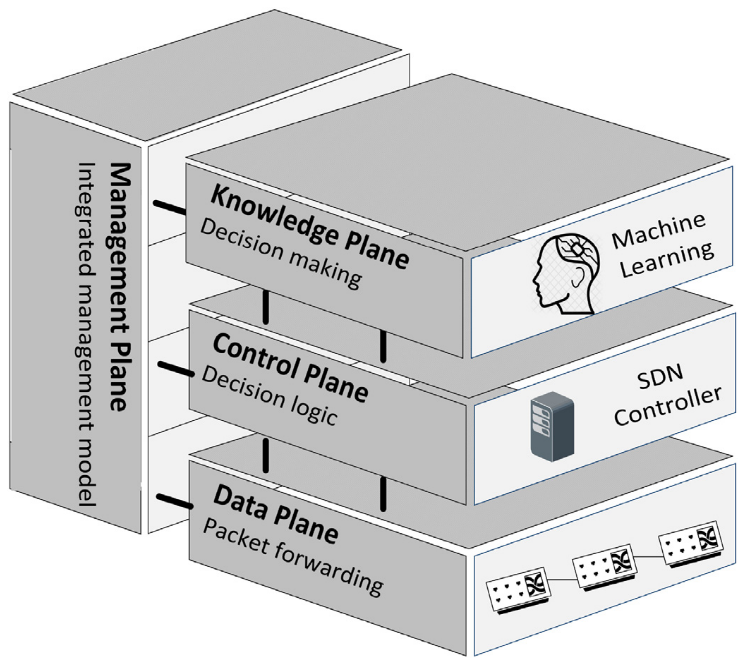 Management Plane
Integrated management model
Knowledge Plane
Decision making
Machine
Learning
Control Plane
Decision logic
SDN
Controller
Data Plane
Packet forwarding